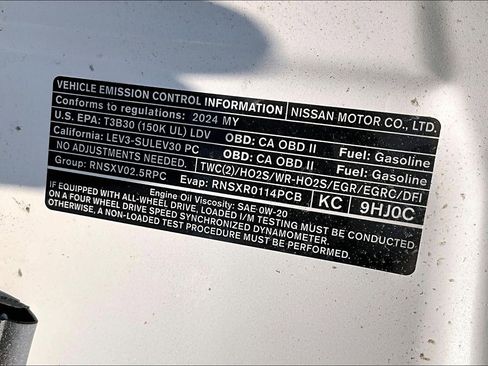 VEHICLE EMISSION CONTROL INFORMATION NISSAN MOTOR CO., LTD.
Conforms to regulations: 2024 MY
U.S. EPA: T3B30 (150K UL) LDV OBD: CA OBD II Fuel: Gasoline
California: LEV3-SULEV30 PC OBD: CA OBD II Fuel: Gasoline
NO ADJUSTMENTS NEEDED. TWC(2)/HO2S/WR-HO2S/EGR/EGRC/DFI
Group: RNSXV02.5RPC Evap: RNSXR0114PCB KC 9HJ0C
Engine Oil Viscosity: SAE 0W-20
IF EQUIPPED WITH ALL-WHEEL DRIVE, LOADED I/M TESTING MUST BE CONDUCTED
ON A FOUR WHEEL DRIVE SPEED SYNCHRONIZED DYNAMOMETER.
OTHERWISE, A NON-LOADED TEST PROCEDURE MUST BE PERFORMED.